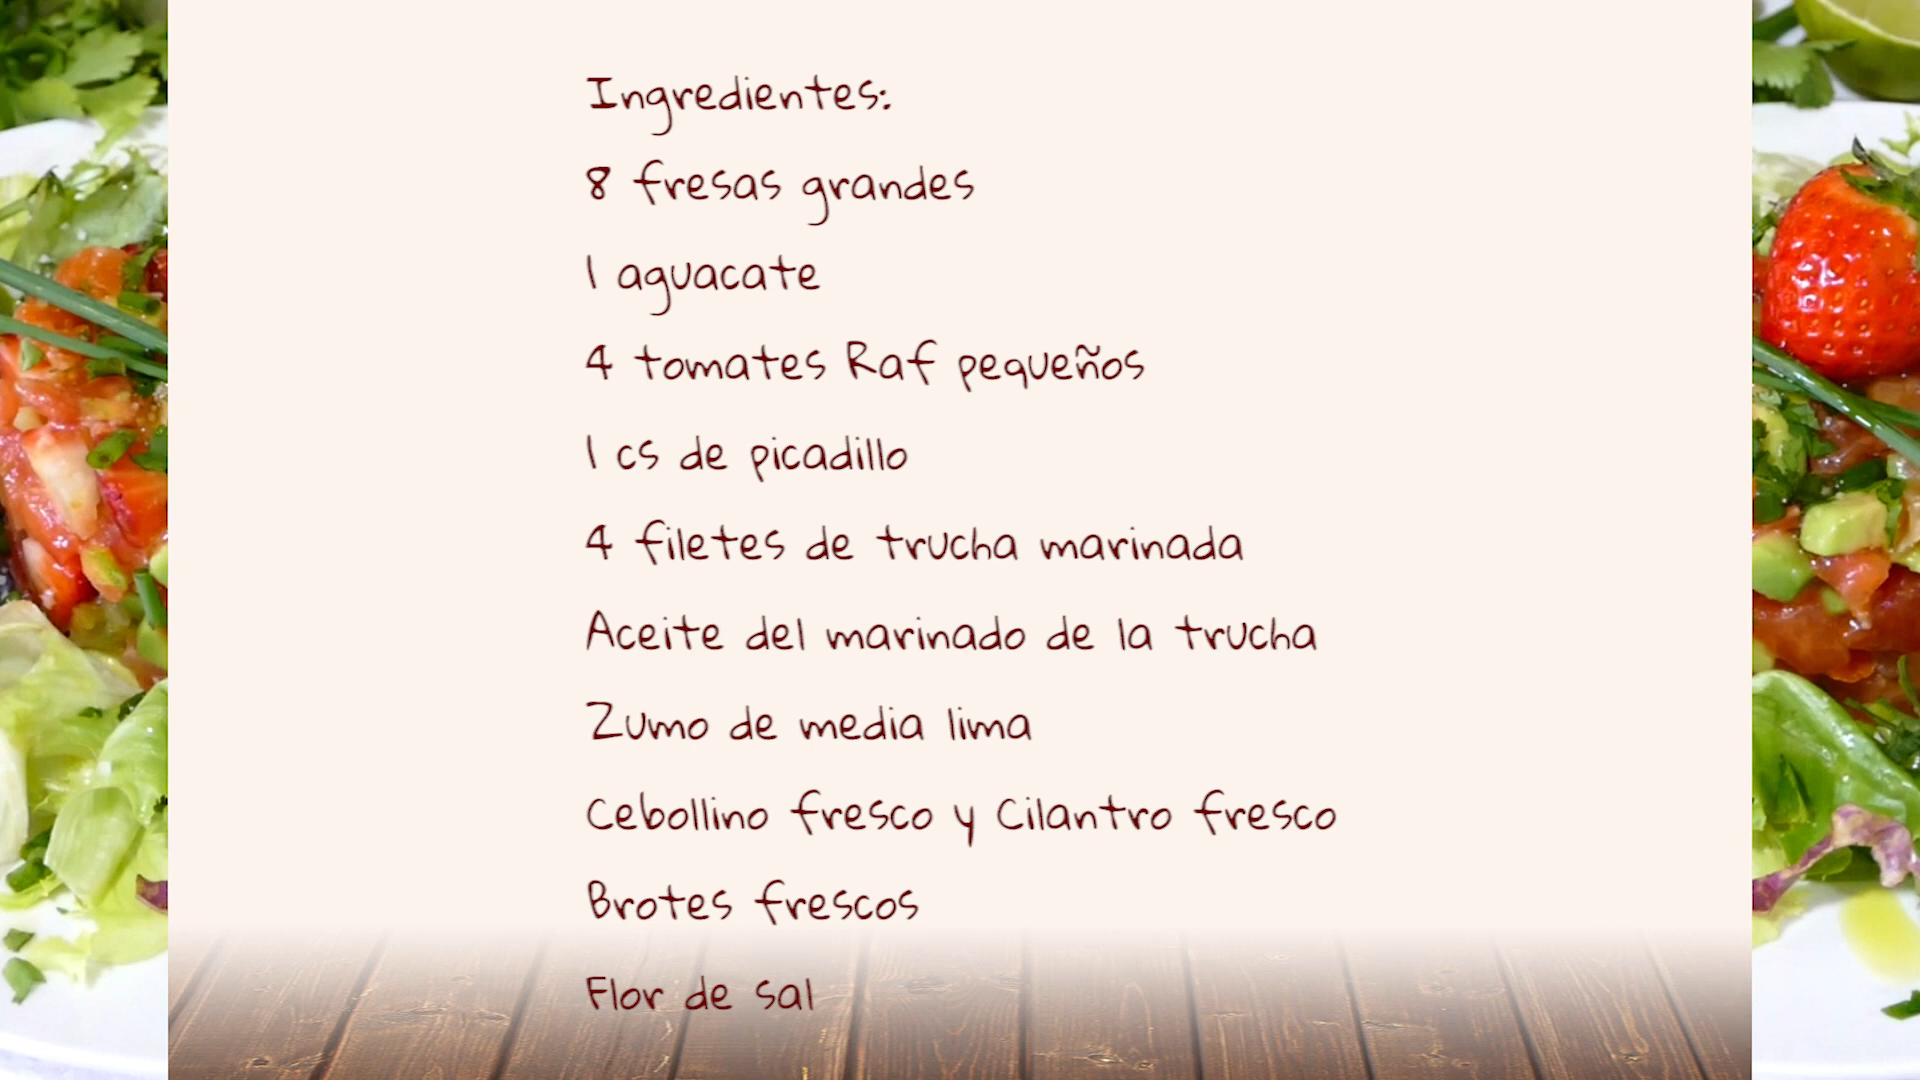 Ingredientes:
8 fresas grandes
1 aguacate
4 tomates Raf pequeños
1 cs de picadillo
4 filetes de trucha marinada
Aceite del marinado de la trucha
Zumo de media lima
Cebollino fresco y Cilantro fresco
Brotes frescos
Flor de sal